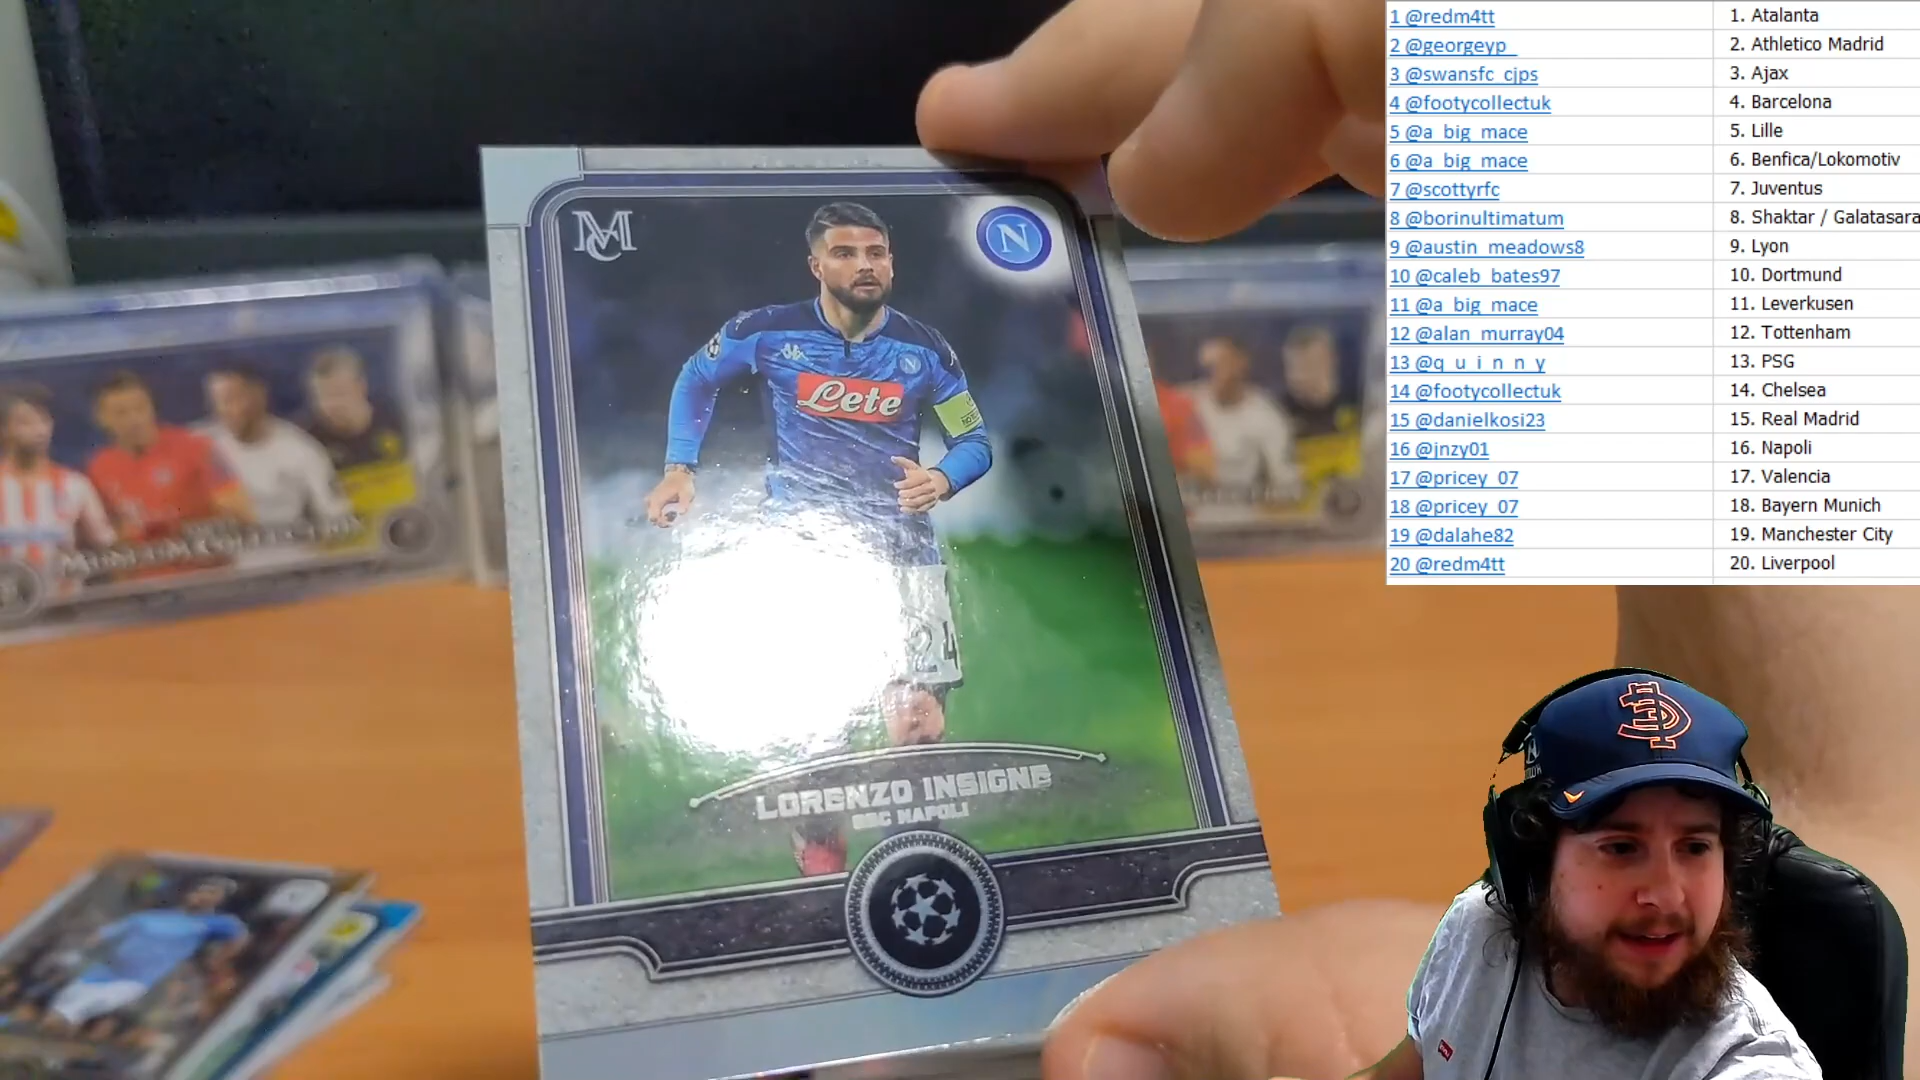 1 @redm4tt 1. Atalanta
2 @georgeyp_ 2. Athletico Madrid
3 @swansfc_cjps 3. Ajax
4 @footycollectuk 4. Barcelona
5 @a_big_mace 5. Lille
6 @a_big_mace 6. Benfica/Lokomotiv
7 @scottyrfc 7. Juventus
8 @borinultimatum 8. Shaktar / Galatasara
9 @austin_meadows8 9. Lyon
10 @caleb_bates97 10. Dortmund
11 @a_big_mace 11. Leverkusen
12 @alan_murray04 12. Tottenham
13 @q_u_i_n_n_y 13. PSG
14 @footycollectuk 14. Chelsea
15 @danielkosi23 15. Real Madrid
16 @jnzy01 16. Napoli
17 @pricey_07 17. Valencia
18 @pricey_07 18. Bayern Munich
19 @dalahe82 19. Manchester City
20 @redm4tt 20. Liverpool
MC
N
Lete
24
LORENZO INSIGNE
SSC NAPOLI
MUSEUM COLLECTION